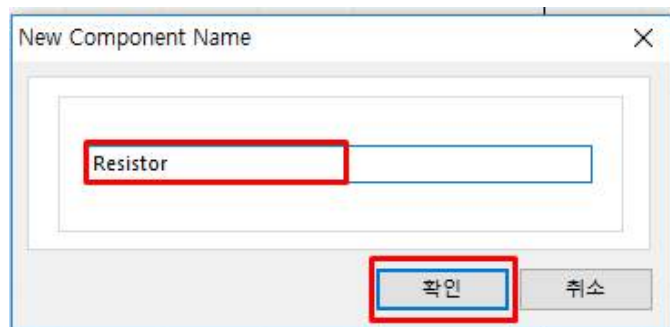 New Component Name
Resistor
확인 취소